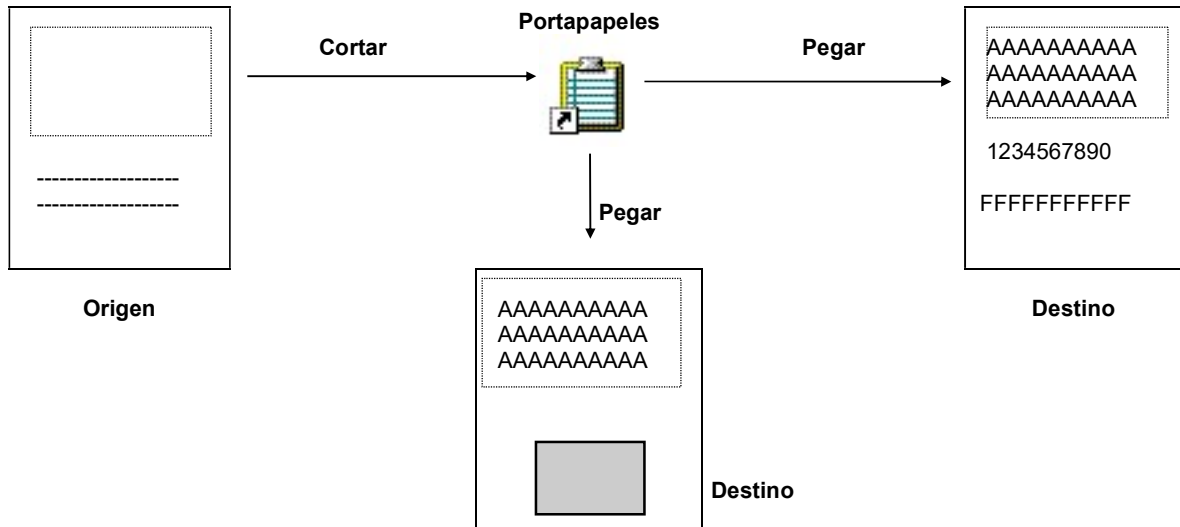 Portapapeles
Cortar
Pegar
AAAAAAAAAA
AAAAAAAAAA
AAAAAAAAAA
1234567890
FFFFFFFFFFF
-------------------
-------------------
Pegar
Origen
Destino
AAAAAAAAAA
AAAAAAAAAA
AAAAAAAAAA
Destino